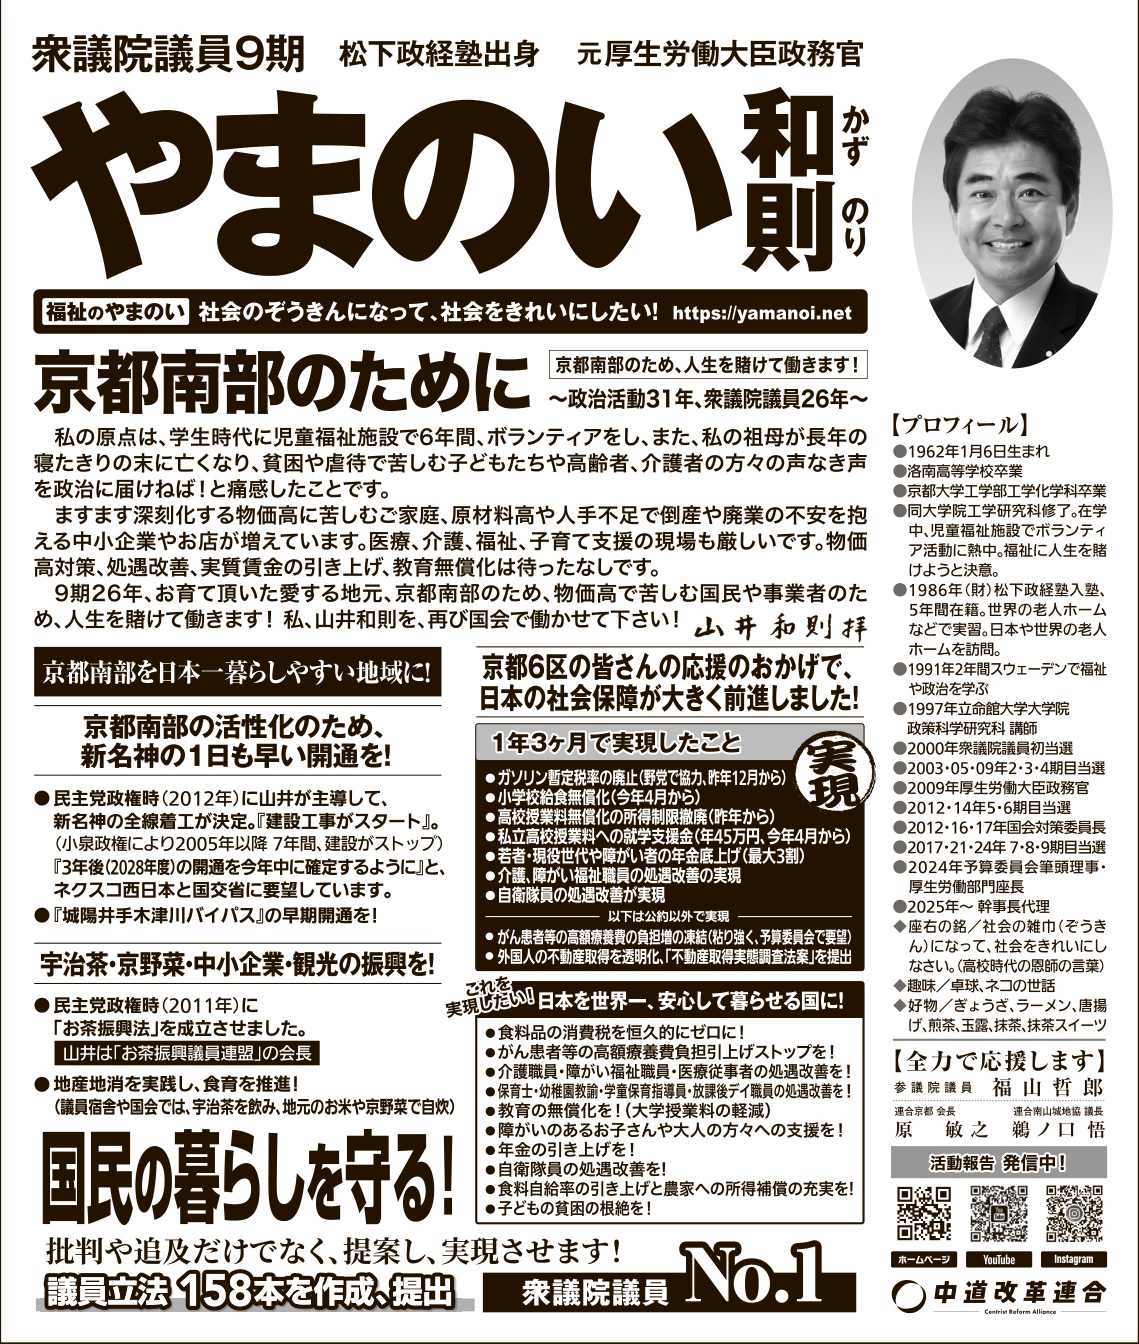 衆議院議員9期　松下政経塾出身　元厚生労働大臣政務官
やまのい和則
かず のり
福祉のやまのい 社会のぞうきんになって、社会をきれいにしたい! https://yamanoi.net
京都南部のために
京都南部のため、人生を賭けて働きます!
～政治活動31年、衆議院議員26年～
私の原点は、学生時代に児童福祉施設で6年間、ボランティアをし、また、私の祖母が長年の
寝たきりの末に亡くなり、貧困や虐待で苦しむ子どもたちや高齢者、介護者の方々の声なき声
を政治に届けねば!と痛感したことです。
ますます深刻化する物価高に苦しむご家庭、原材料高や人手不足で倒産や廃業の不安を抱
える中小企業やお店が増えています。医療、介護、福祉、子育て支援の現場も厳しいです。物価
高対策、処遇改善、実質賃金の引き上げ、教育無償化は待ったなしです。
9期26年、お育て頂いた愛する地元、京都南部のため、物価高で苦しむ国民や事業者のた
め、人生を賭けて働きます! 私、山井和則を、再び国会で働かせて下さい! 山井和則拝
京都南部を日本一暮らしやすい地域に!
京都南部の活性化のため、
新名神の1日も早い開通を!
●民主党政権時(2012年)に山井が主導して、
新名神の全線着工が決定。『建設工事がスタート』。
(小泉政権により2005年以降 7年間、建設がストップ)
『3年後(2028年度)の開通を今年中に確定するように』と、
ネクスコ西日本と国交省に要望しています。
●『城陽井手木津川バイパス』の早期開通を!
宇治茶・京野菜・中小企業・観光の振興を!
●民主党政権時(2011年)に
「お茶振興法」を成立させました。
山井は「お茶振興議員連盟」の会長
●地産地消を実践し、食育を推進!
(議員宿舎や国会では、宇治茶を飲み、地元のお米や京野菜で自炊)
京都6区の皆さんの応援のおかげで、
日本の社会保障が大きく前進しました!
1年3ヶ月で実現したこと
実現
●ガソリン暫定税率の廃止(野党で協力、昨年12月から)
●小学校給食無償化(今年4月から)
●高校授業料無償化の所得制限撤廃(昨年から)
●私立高校授業料への就学支援金(年45万円、今年4月から)
●若者・現役世代や障がい者の年金底上げ(最大3割)
●介護、障がい福祉職員の処遇改善の実現
●自衛隊員の処遇改善が実現
以下は公約以外で実現
●がん患者等の高額療養費の負担増の凍結(粘り強く、予算委員会で要望)
●外国人の不動産取得を透明化、「不動産取得実態調査法案」を提出
これを
実現したい!
日本を世界一、安心して暮らせる国に!
●食料品の消費税を恒久的にゼロに!
●がん患者等の高額療養費負担引上げストップを!
●介護職員・障がい福祉職員・医療従事者の処遇改善を!
●保育士・幼稚園教諭・学童保育指導員・放課後デイ職員の処遇改善を!
●教育の無償化を!(大学授業料の軽減)
●障がいのあるお子さんや大人の方々への支援を!
●年金の引き上げを!
●自衛隊員の処遇改善を!
●食料自給率の引き上げと農家への所得補償の充実を!
●子どもの貧困の根絶を!
国民の暮らしを守る!
批判や追及だけでなく、提案し、実現させます!
議員立法 158本を作成、提出
衆議院議員 No.1
【プロフィール】
●1962年1月6日生まれ
●洛南高等学校卒業
●京都大学工学部工学化学科卒業
●同大学院工学研究科修了。在学
中、児童福祉施設でボランティ
ア活動に熱中。福祉に人生を賭
けようと決意。
●1986年(財)松下政経塾入塾、
5年間在籍。世界の老人ホーム
などで実習。日本や世界の老人
ホームを訪問。
●1991年2年間スウェーデンで福祉
や政治を学ぶ
●1997年立命館大学大学院
政策科学研究科 講師
●2000年衆議院議員初当選
●2003・05・09年2・3・4期目当選
●2009年厚生労働大臣政務官
●2012・14年5・6期目当選
●2012・16・17年国会対策委員長
●2017・21・24年 7・8・9期目当選
●2024年予算委員会筆頭理事・
厚生労働部門座長
●2025年～ 幹事長代理
◆座右の銘/社会の雑巾(ぞうき
ん)になって、社会をきれいにし
なさい。(高校時代の恩師の言葉)
◆趣味/卓球、ネコの世話
◆好物/ぎょうざ、ラーメン、唐揚
げ、煎茶、玉露、抹茶、抹茶スイーツ
【全力で応援します】
参議院議員 福山哲郎
連合京都 会長 連合南山城地協 議長
原 敏之 鵜ノ口 悟
活動報告 発信中!
ホームページ YouTube Instagram
中道改革連合
Centrist Reform Alliance